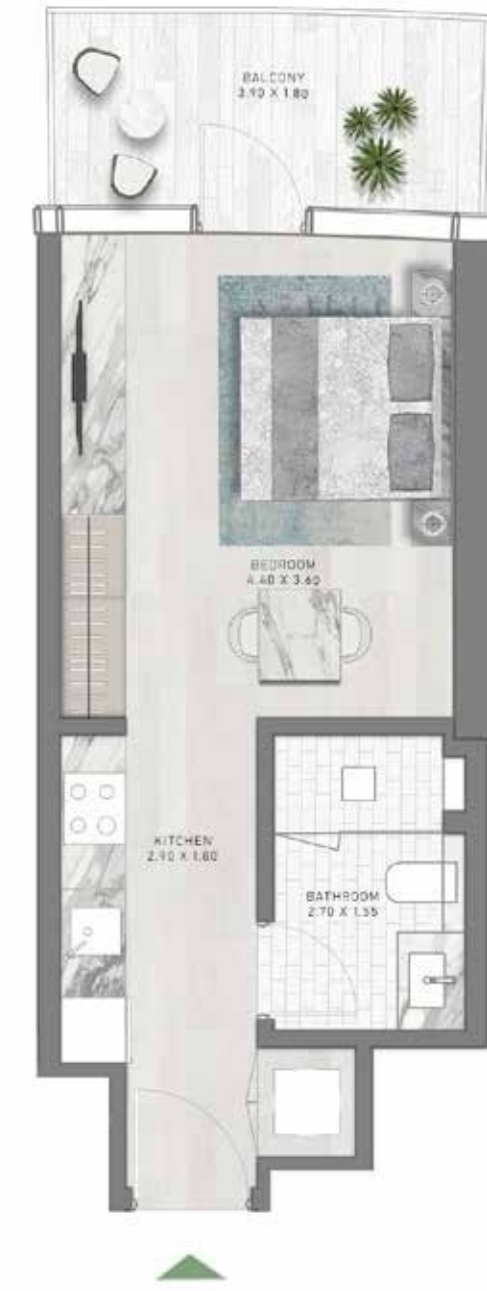 BALCONY
3.90 X 1.80
BEDROOM
4.40 X 3.60
KITCHEN
2.90 X 1.80
BATHROOM
2.70 X 1.55